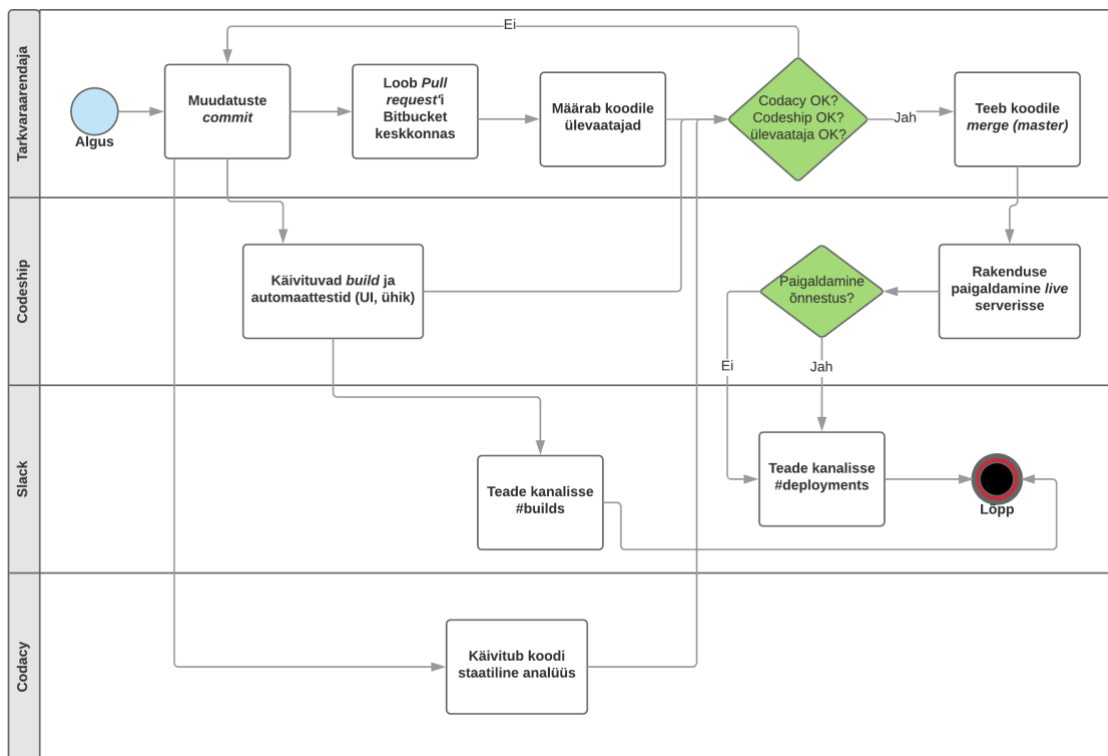 Tarkvaraarendaja
Ei
Algus
Muudatuste
commit
Loob Pull
request'i
Bitbucket
keskkonnas
Määrab koodile
ülevaatajad
Codacy OK?
Codeship OK?
ülevaataja OK?
Jah
Teeb koodile
merge (master)
Codeship
Käivituvad build ja
automaattestid (UI, ühik)
Paigaldamine
õnnestus?
Rakenduse
paigaldamine live
serverisse
Ei
Jah
Slack
Teade kanalisse
#builds
Teade kanalisse
#deployments
Lõpp
Codacy
Käivitub koodi
staatiline analüüs